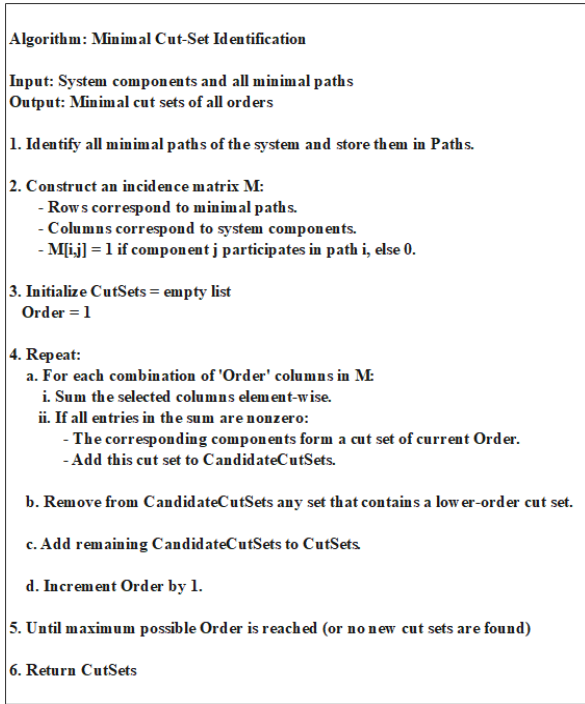 Algorithm: Minimal Cut-Set Identification
Input: System components and all minimal paths
Output: Minimal cut sets of all orders
1. Identify all minimal paths of the system and store them in Paths.
2. Construct an incidence matrix M:
- Rows correspond to minimal paths.
- Columns correspond to system components.
- M[i,j] = 1 if component j participates in path i, else 0.
3. Initialize CutSets = empty list
Order = 1
4. Repeat:
a. For each combination of 'Order' columns in M:
i. Sum the selected columns element-wise.
ii. If all entries in the sum are nonzero:
- The corresponding components form a cut set of current Order.
- Add this cut set to CandidateCutSets.
b. Remove from CandidateCutSets any set that contains a lower-order cut set.
c. Add remaining CandidateCutSets to CutSets.
d. Increment Order by 1.
5. Until maximum possible Order is reached (or no new cut sets are found)
6. Return CutSets